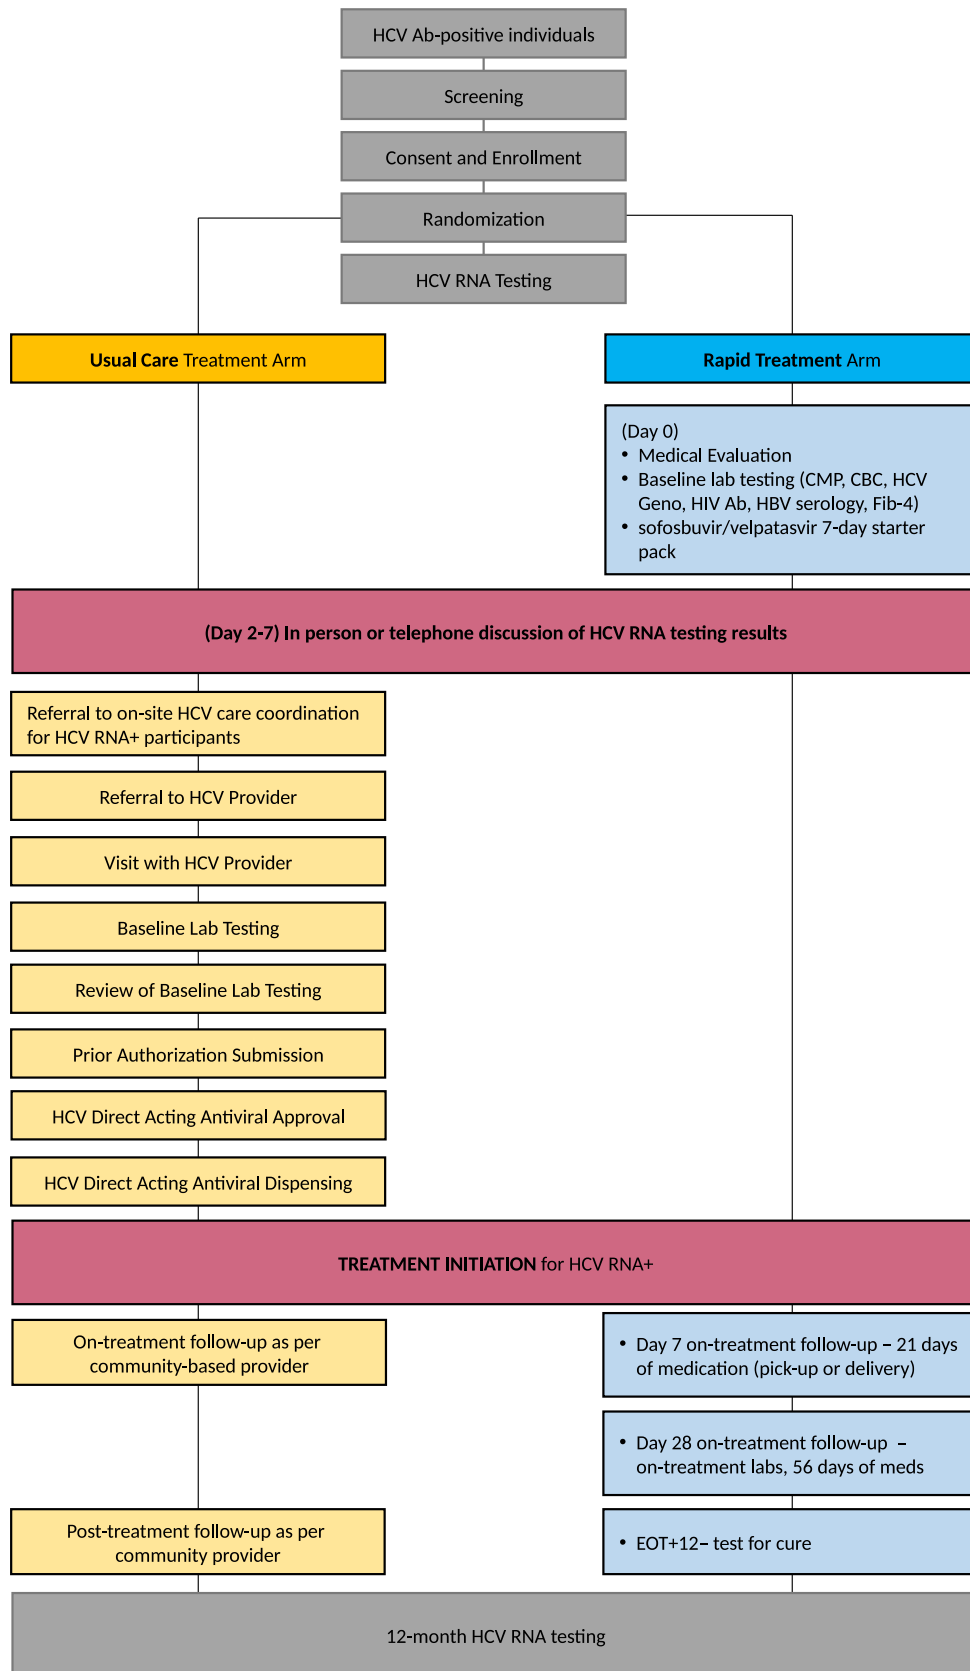 HCV Ab-positive individuals
Screening
Consent and Enrollment
Randomization
HCV RNA Testing
Usual Care Treatment Arm
Rapid Treatment Arm
(Day 0)
• Medical Evaluation
• Baseline lab testing (CMP, CBC, HCV
Geno, HIV Ab, HBV serology, Fib-4)
• sofosbuvir/velpatasvir 7-day starter
pack
(Day 2-7) In person or telephone discussion of HCV RNA testing results
Referral to on-site HCV care coordination
for HCV RNA+ participants
Referral to HCV Provider
Visit with HCV Provider
Baseline Lab Testing
Review of Baseline Lab Testing
Prior Authorization Submission
HCV Direct Acting Antiviral Approval
HCV Direct Acting Antiviral Dispensing
TREATMENT INITIATION for HCV RNA+
On-treatment follow-up as per
community-based provider
• Day 7 on-treatment follow-up – 21 days
of medication (pick-up or delivery)
• Day 28 on-treatment follow-up –
on-treatment labs, 56 days of meds
Post-treatment follow-up as per
community provider
• EOT+12– test for cure
12-month HCV RNA testing